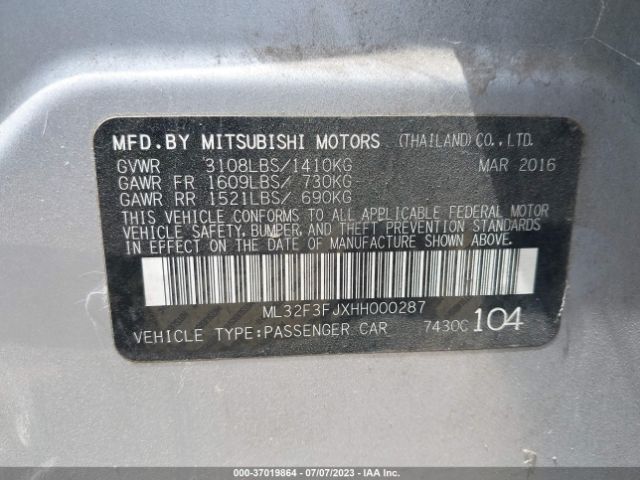 MFD.BY MITSUBISHI MOTORS (THAILAND)CO.,LTD.
GVWR 3108LBS/1410KG MAR 2016
GAWR FR 1609LBS/ 730KG
GAWR RR 1521LBS/ 690KG
THIS VEHICLE CONFORMS TO ALL APPLICABLE FEDERAL MOTOR
VEHICLE SAFETY, BUMPER, AND THEFT PREVENTION STANDARDS
IN EFFECT ON THE DATE OF MANUFACTURE SHOWN ABOVE.
ML32F3FJXHH000287
VEHICLE TYPE:PASSENGER CAR 7430C 104
000-37019864 / 07/07/2023 / IAAI.COM